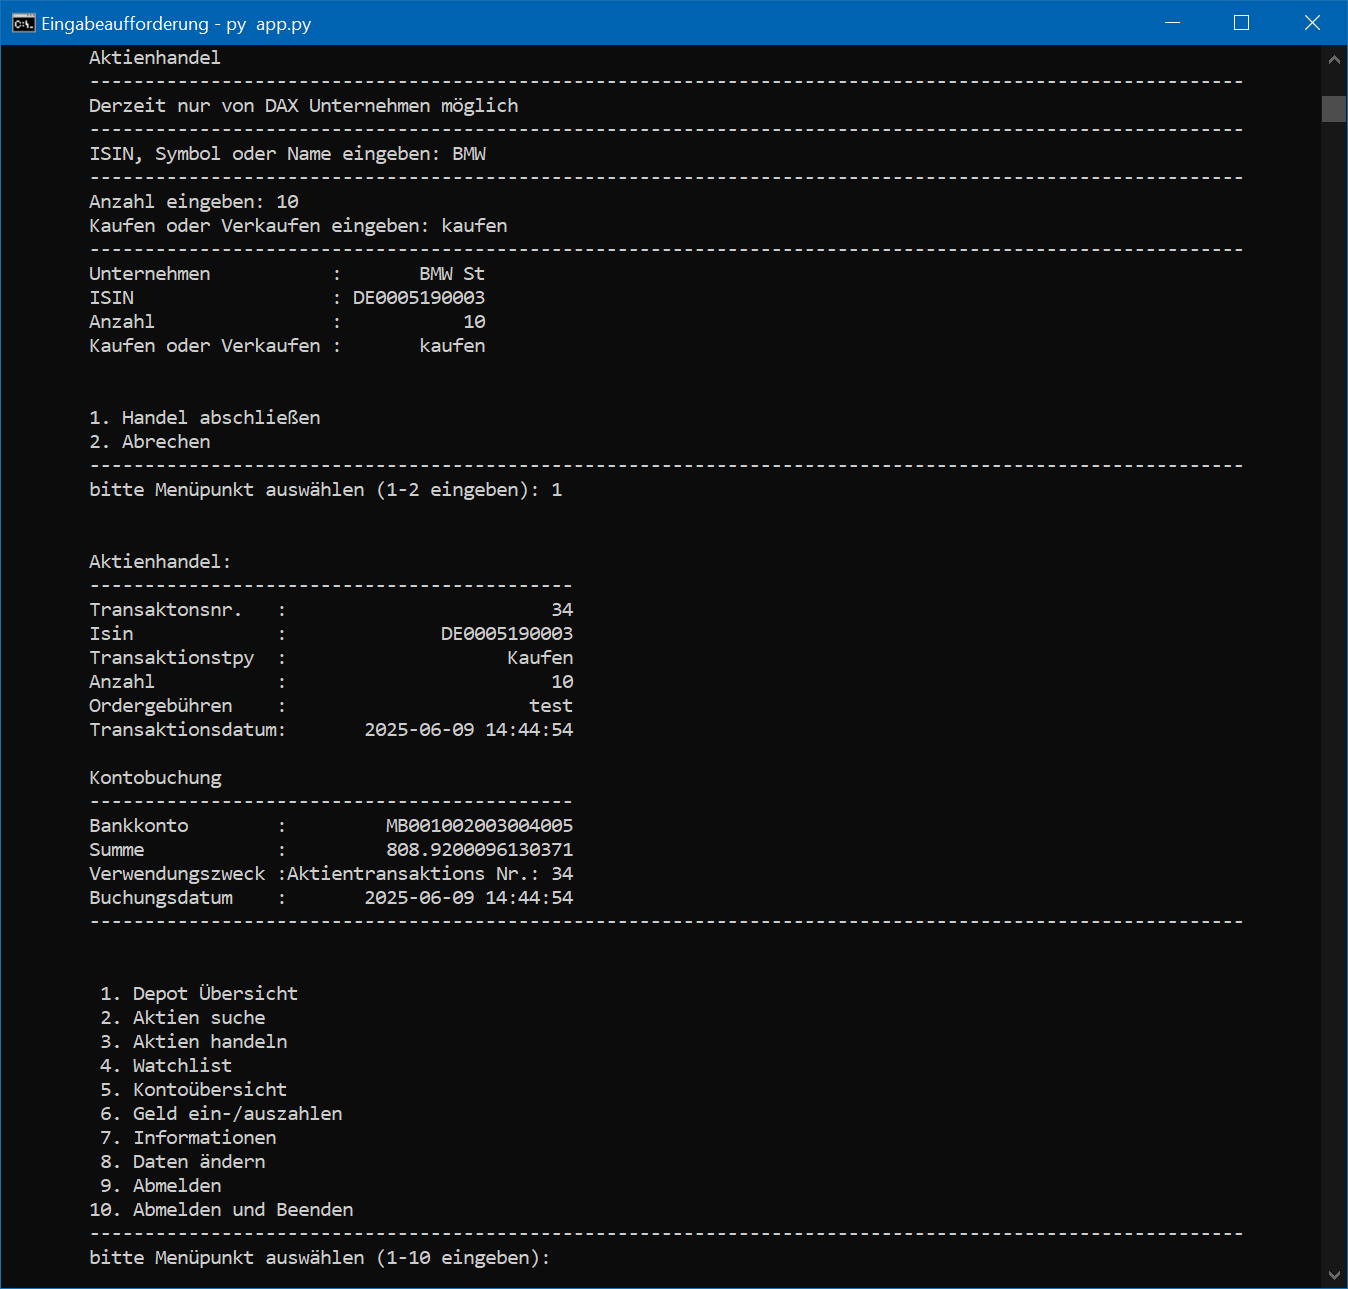 Eingabeaufforderung - py  app.py
Aktienhandel
---------------------------------------------------------------------------------------------------------
Derzeit nur von DAX Unternehmen möglich
---------------------------------------------------------------------------------------------------------
ISIN, Symbol oder Name eingeben: BMW
---------------------------------------------------------------------------------------------------------
Anzahl eingeben: 10
Kaufen oder Verkaufen eingeben: kaufen
---------------------------------------------------------------------------------------------------------
Unternehmen           :       BMW St
ISIN                  : DE0005190003
Anzahl                :           10
Kaufen oder Verkaufen :       kaufen
1. Handel abschließen
2. Abrechen
---------------------------------------------------------------------------------------------------------
bitte Menüpunkt auswählen (1-2 eingeben): 1
Aktienhandel:
--------------------------------------------
Transaktonsnr.   :                        34
Isin             :              DE0005190003
Transaktionstpy  :                    Kaufen
Anzahl           :                        10
Ordergebühren    :                      test
Transaktionsdatum:       2025-06-09 14:44:54
Kontobuchung
--------------------------------------------
Bankkonto        :         MB001002003004005
Summe            :         808.9200096130371
Verwendungszweck :Aktientransaktions Nr.: 34
Buchungsdatum    :       2025-06-09 14:44:54
---------------------------------------------------------------------------------------------------------
1. Depot Übersicht
2. Aktien suche
3. Aktien handeln
4. Watchlist
5. Kontoübersicht
6. Geld ein-/auszahlen
7. Informationen
8. Daten ändern
9. Abmelden
10. Abmelden und Beenden
---------------------------------------------------------------------------------------------------------
bitte Menüpunkt auswählen (1-10 eingeben):